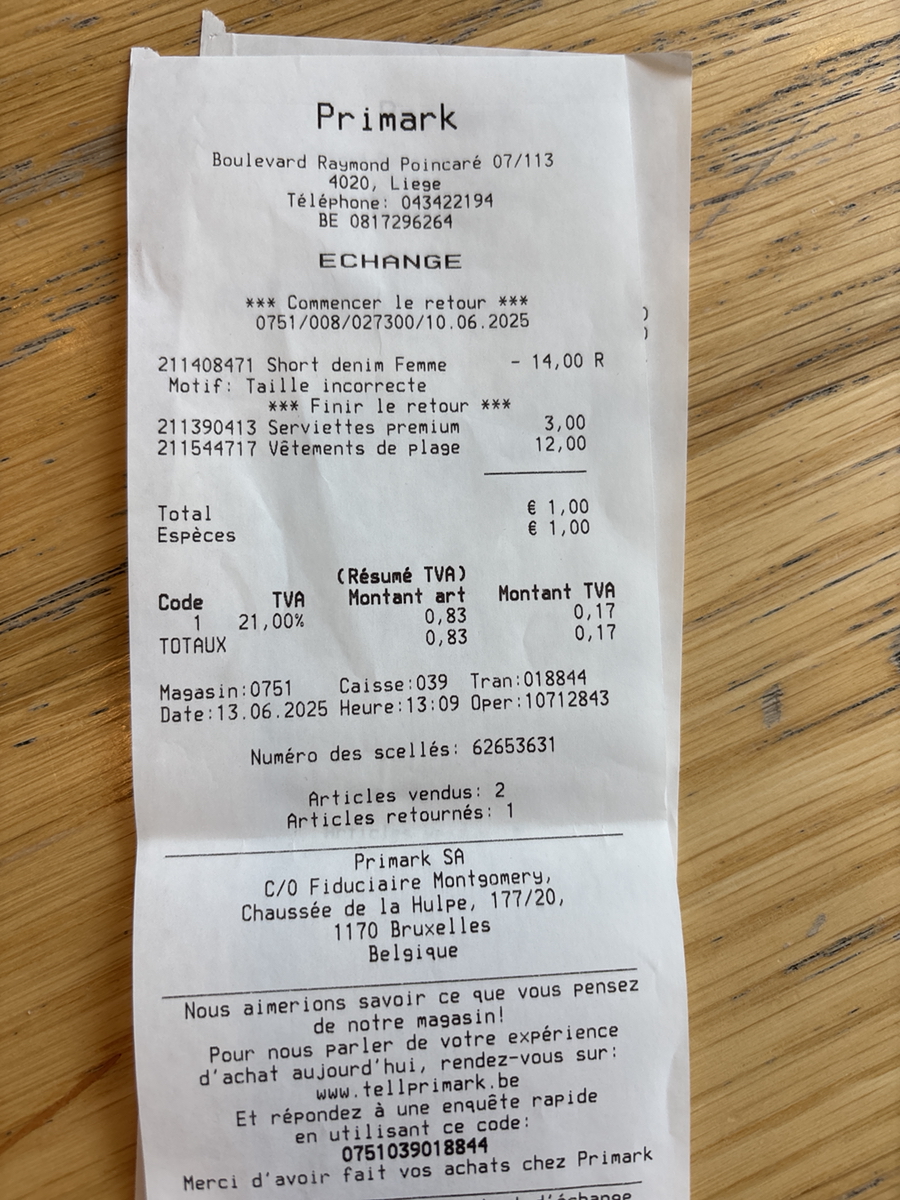 Primark
Boulevard Raymond Poincaré 07/113
4020, Liege
Téléphone: 043422194
BE 0817296264
ECHANGE
*** Commencer le retour ***
0751/008/027300/10.06.2025
211408471 Short denim Femme - 14,00 R
Motif: Taille incorrecte
*** Finir le retour ***
211390413 Serviettes premium 3,00
211544717 Vêtements de plage 12,00
Total € 1,00
Espèces € 1,00
(Résumé TVA)
Code TVA Montant art Montant TVA
1 21,00% 0,83 0,17
TOTAUX 0,83 0,17
Magasin:0751 Caisse:039 Tran:018844
Date:13.06.2025 Heure:13:09 Oper:10712843
Numéro des scellés: 62653631
Articles vendus: 2
Articles retournés: 1
Primark SA
C/O Fiduciaire Montgomery,
Chaussée de la Hulpe, 177/20,
1170 Bruxelles
Belgique
Nous aimerions savoir ce que vous pensez
de notre magasin!
Pour nous parler de votre expérience
d'achat aujourd'hui, rendez-vous sur:
www.tellprimark.be
Et répondez à une enquête rapide
en utilisant ce code:
0751039018844
Merci d'avoir fait vos achats chez Primark
d'échange